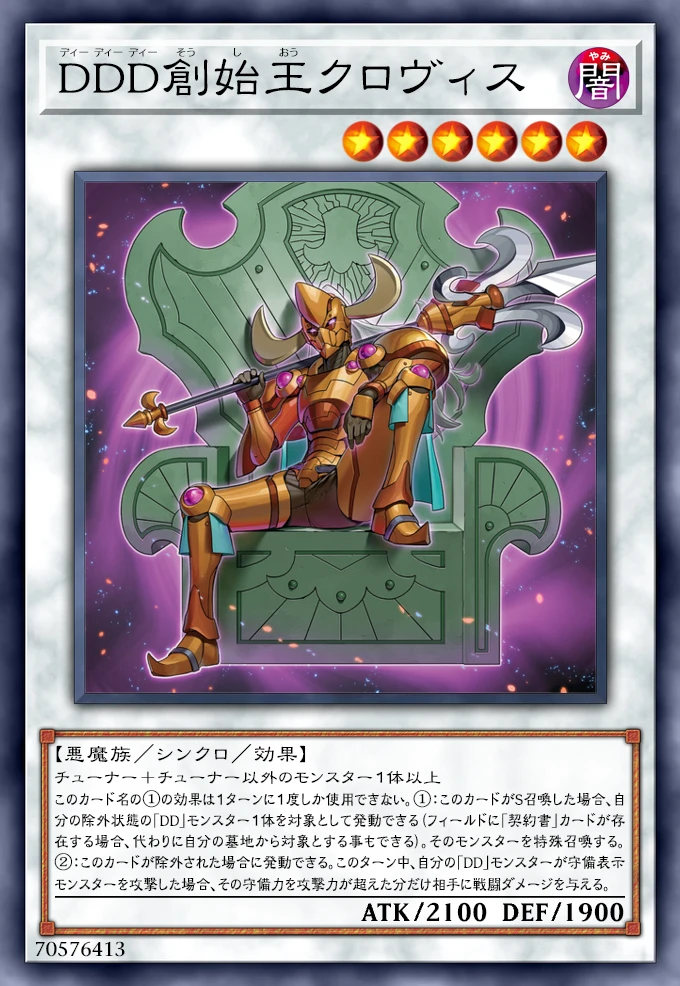 ディー ディー ディー そう し おう
DDD創始王クロヴィス
やみ
闇
【悪魔族／シンクロ／効果】
チューナー＋チューナー以外のモンスター１体以上
このカード名の①の効果は１ターンに１度しか使用できない。①：このカードがS召喚した場合、自
分の除外状態の「DD」モンスター１体を対象として発動できる（フィールドに「契約書」カードが存
在する場合、代わりに自分の墓地から対象とする事もできる）。そのモンスターを特殊召喚する。
②：このカードが除外された場合に発動できる。このターン中、自分の「DD」モンスターが守備表示
モンスターを攻撃した場合、その守備力を攻撃力が超えた分だけ相手に戦闘ダメージを与える。
ATK/2100 DEF/1900
70576413